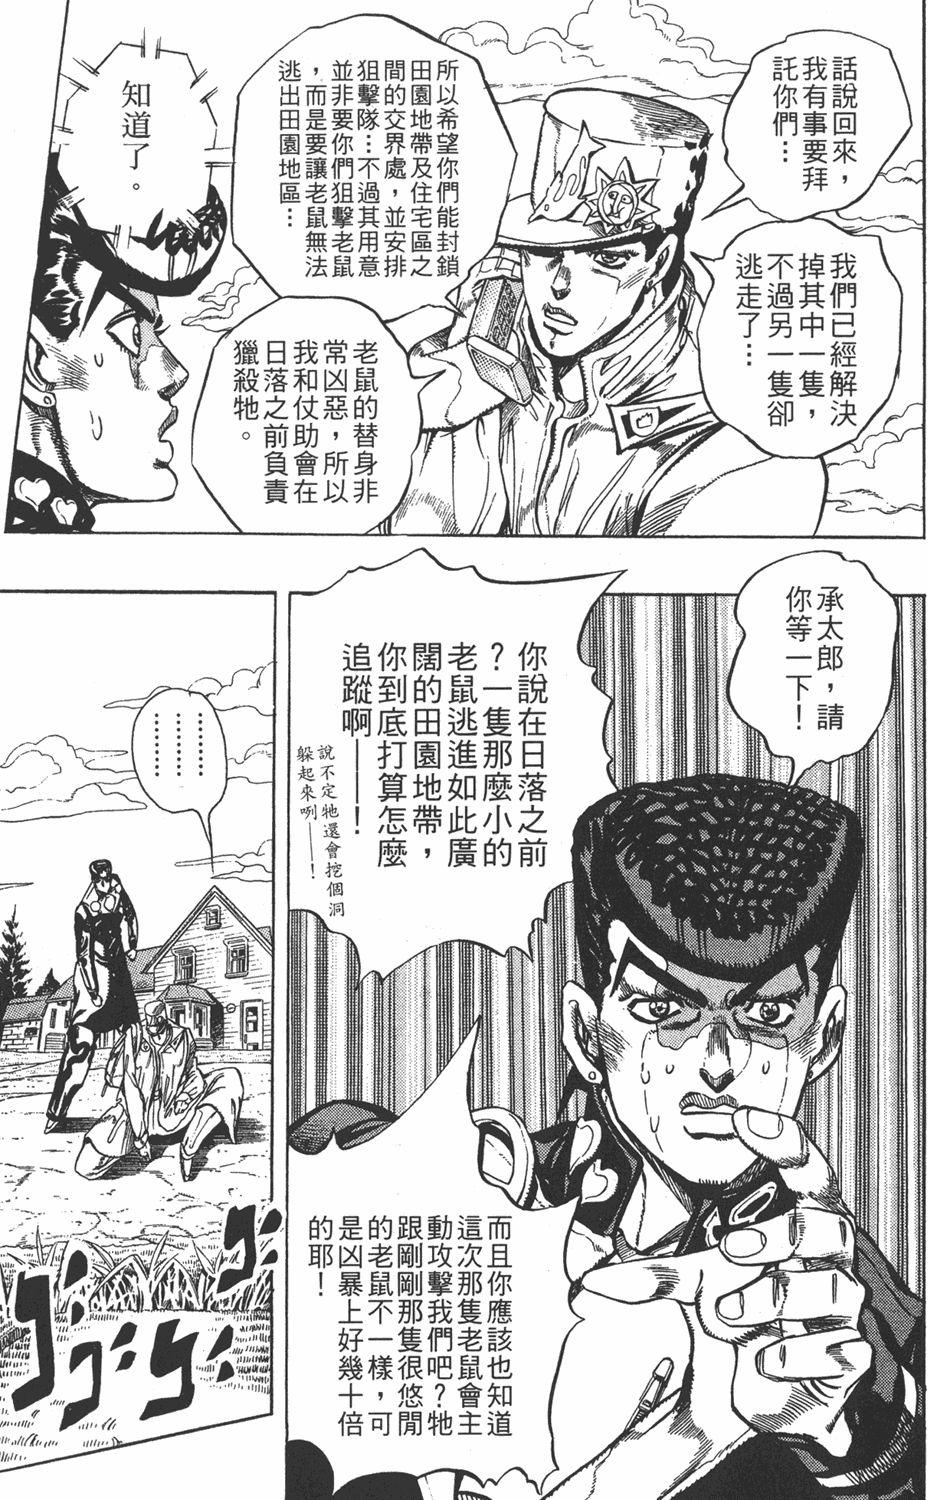 話說回來，
我有事要拜
託你們…
我們已經解決
掉其中一隻，
不過另一隻卻
逃走了…
所以希望你們能封鎖
田園地帶及住宅區之
間的交界處，並安排
狙擊隊…不過其用意
並非要你們狙擊老鼠
，而是要讓老鼠無法
逃出田園地區…
老鼠的替身非
常凶惡，所以
我和仗助會在
日落之前負責
獵殺牠。
知道了。
承太郎，請
你等一下！
你說在日落之前
？一隻那麼小的
老鼠逃進如此廣
闊的田園地帶，
你到底打算怎麼
追蹤啊——！
說不定牠還會挖個洞
躲起來咧——！
而且你應該也知道
這次那隻老鼠會主
動攻擊我們吧？牠
跟剛剛那隻很悠閒
的老鼠不一樣，可
是凶暴上好幾十倍
的耶！
………
………
ゴゴゴゴ